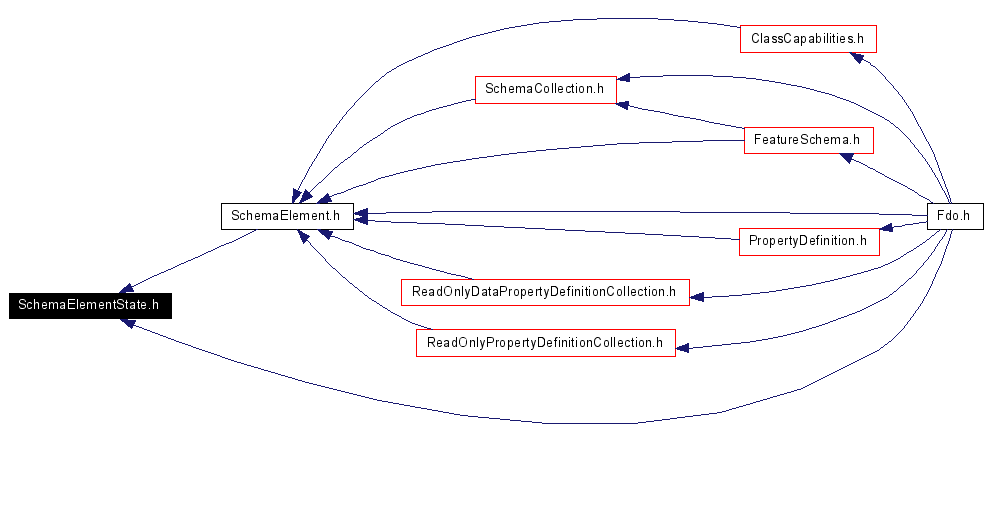 ClassCapabilities.h
SchemaCollection.h
FeatureSchema.h
SchemaElement.h
Fdo.h
PropertyDefinition.h
ReadOnlyDataPropertyDefinitionCollection.h
SchemaElementState.h
ReadOnlyPropertyDefinitionCollection.h